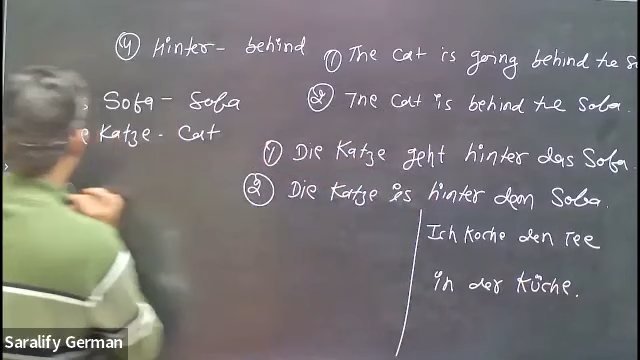 ④ Hinter - behind
Sofa - Sofa
Katze - Cat
① The Cat is going behind the
② The Cat is behind the Sofa.
① Die Katze geht hinter das Sofa
② Die Katze is hinter dem Sofa.
Ich koche den Tee
in der Küche.
Saralify German